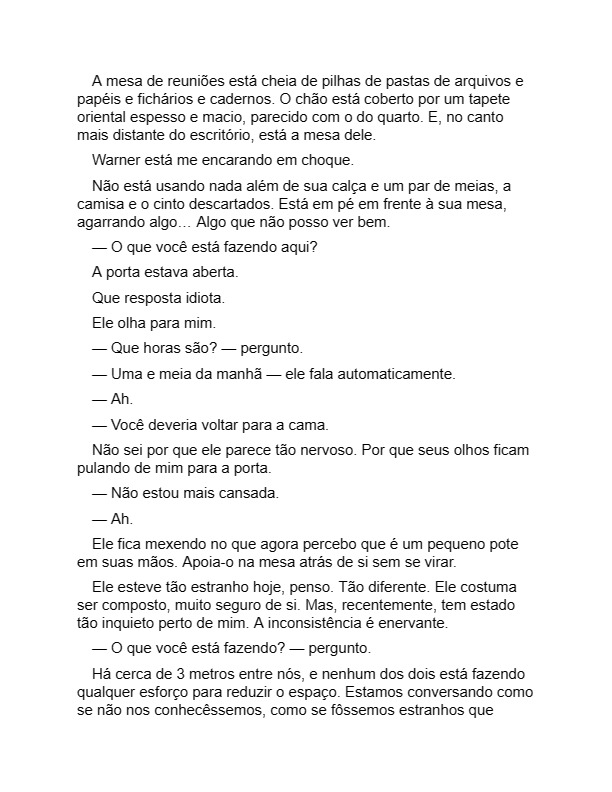 A mesa de reuniões está cheia de pilhas de pastas de arquivos e
papéis e fichários e cadernos. O chão está coberto por um tapete
oriental espesso e macio, parecido com o do quarto. E, no canto
mais distante do escritório, está a mesa dele.
Warner está me encarando em choque.
Não está usando nada além de sua calça e um par de meias, a
camisa e o cinto descartados. Está em pé em frente à sua mesa,
agarrando algo… Algo que não posso ver bem.
— O que você está fazendo aqui?
A porta estava aberta.
Que resposta idiota.
Ele olha para mim.
— Que horas são? — pergunto.
— Uma e meia da manhã — ele fala automaticamente.
— Ah.
— Você deveria voltar para a cama.
Não sei por que ele parece tão nervoso. Por que seus olhos ficam
pulando de mim para a porta.
— Não estou mais cansada.
— Ah.
Ele fica mexendo no que agora percebo que é um pequeno pote
em suas mãos. Apoia-o na mesa atrás de si sem se virar.
Ele esteve tão estranho hoje, penso. Tão diferente. Ele costuma
ser composto, muito seguro de si. Mas, recentemente, tem estado
tão inquieto perto de mim. A inconsistência é enervante.
— O que você está fazendo? — pergunto.
Há cerca de 3 metros entre nós, e nenhum dos dois está fazendo
qualquer esforço para reduzir o espaço. Estamos conversando como
se não nos conhecêssemos, como se fôssemos estranhos que